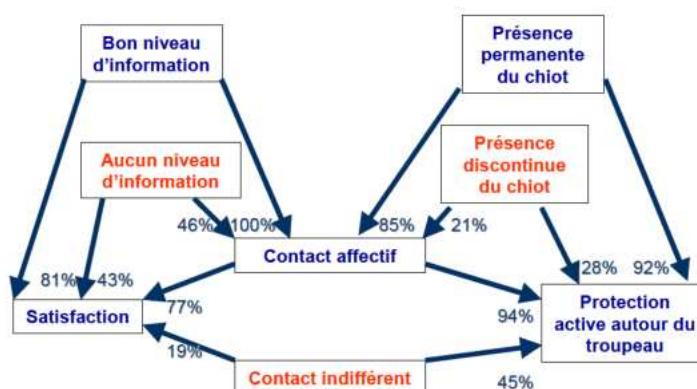 Bon niveau
d'information
Présence
permanente
du chiot
Aucun niveau
d'information
Présence
discontinue
du chiot
46%
100%
85%
21%
Contact affectif
81%
43%
28%
92%
Satisfaction
77%
94%
Protection
active autour du
troupeau
19%
Contact indifférent
45%